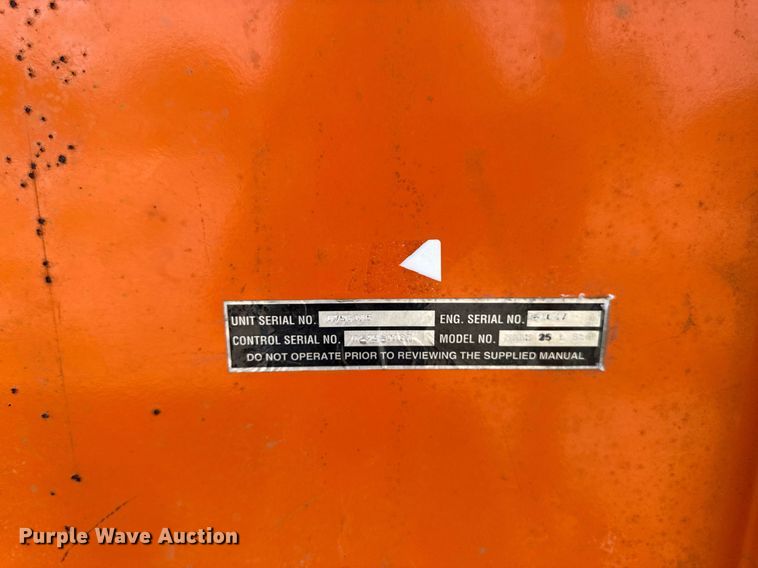 UNIT SERIAL NO. ENG. SERIAL NO.
CONTROL SERIAL NO. MODEL NO. 25
DO NOT OPERATE PRIOR TO REVIEWING THE SUPPLIED MANUAL
Purple Wave Auction